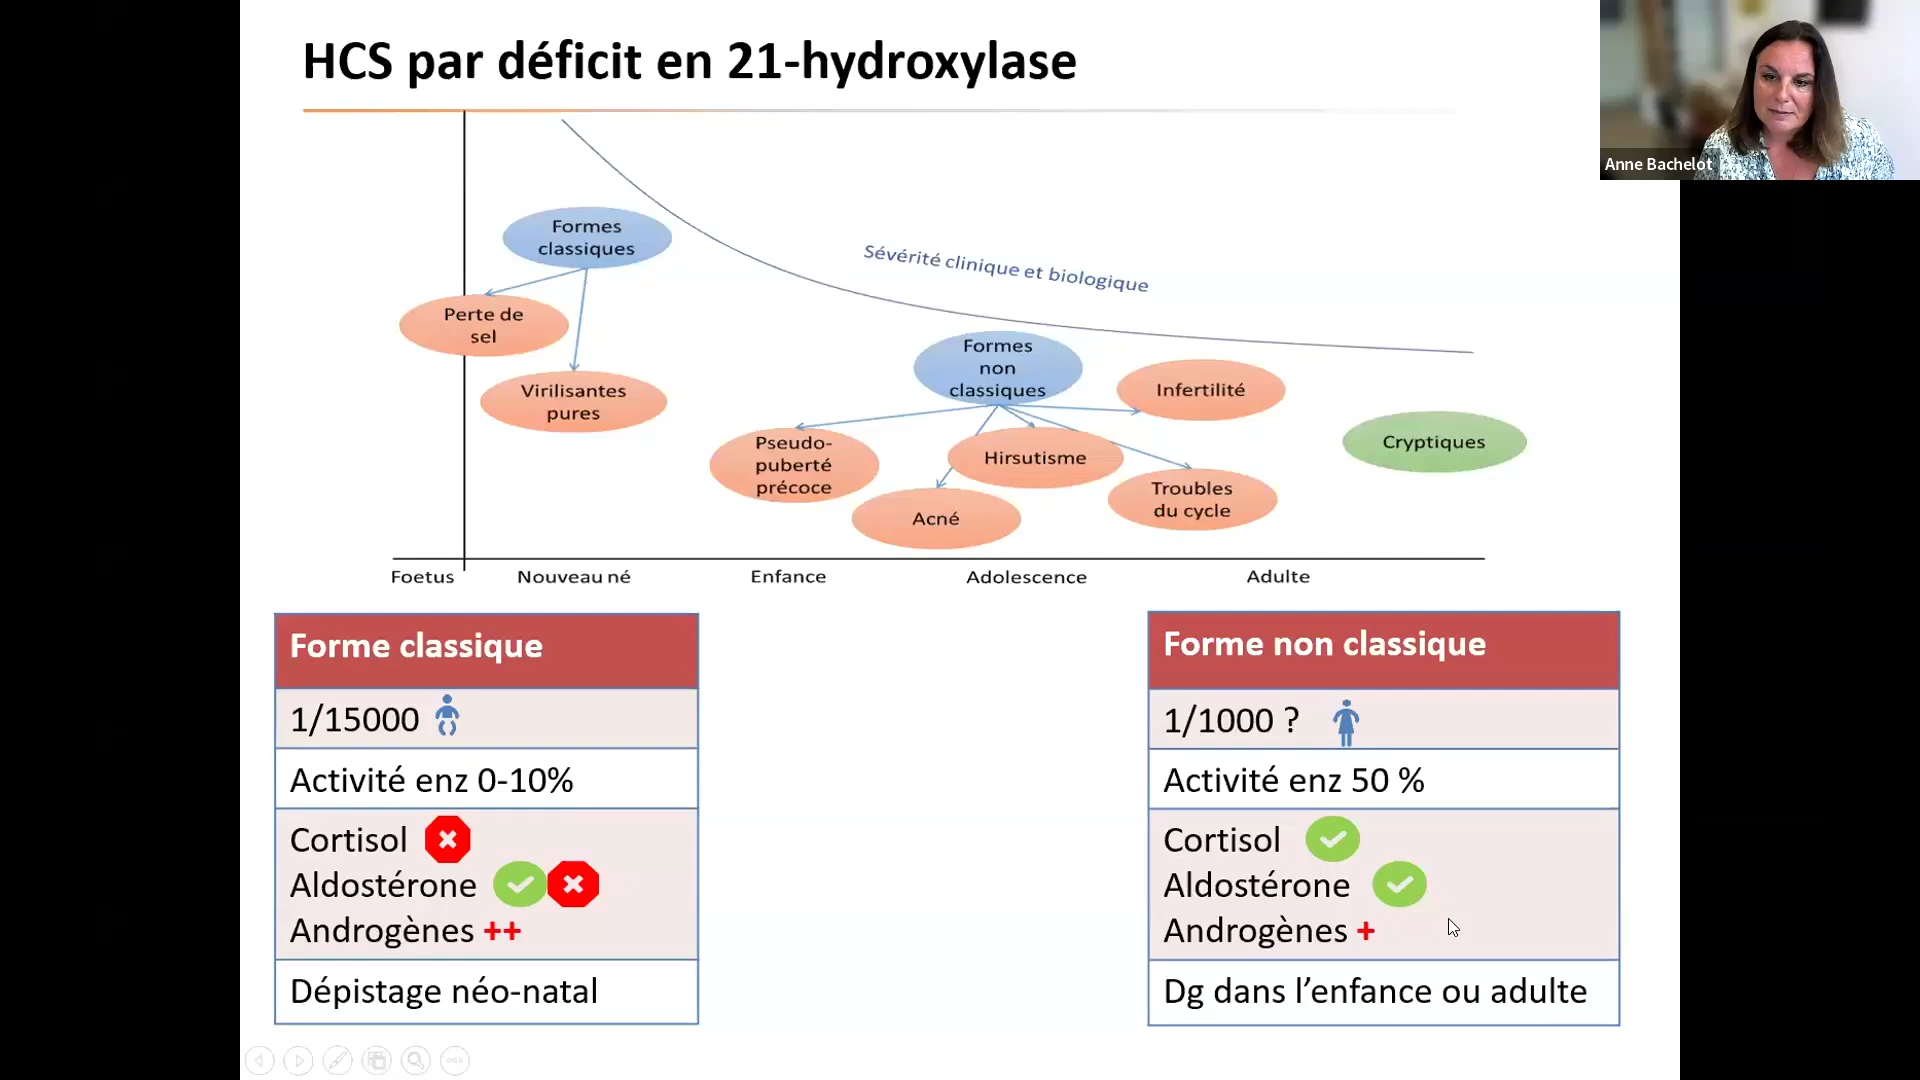 HCS par déficit en 21-hydroxylase
Anne Bachelot
Formes
classiques
Sévérité clinique et biologique
Perte de
sel
Virilisantes
pures
Formes
non
classiques
Infertilité
Pseudo-
puberté
précoce
Hirsutisme
Cryptiques
Acné
Troubles
du cycle
Foetus
Nouveau né
Enfance
Adolescence
Adulte
Forme classique
1/15000
Activité enz 0-10%
Cortisol
Aldostérone
Androgènes ++
Dépistage néo-natal
Forme non classique
1/1000 ?
Activité enz 50 %
Cortisol
Aldostérone
Androgènes +
Dg dans l’enfance ou adulte